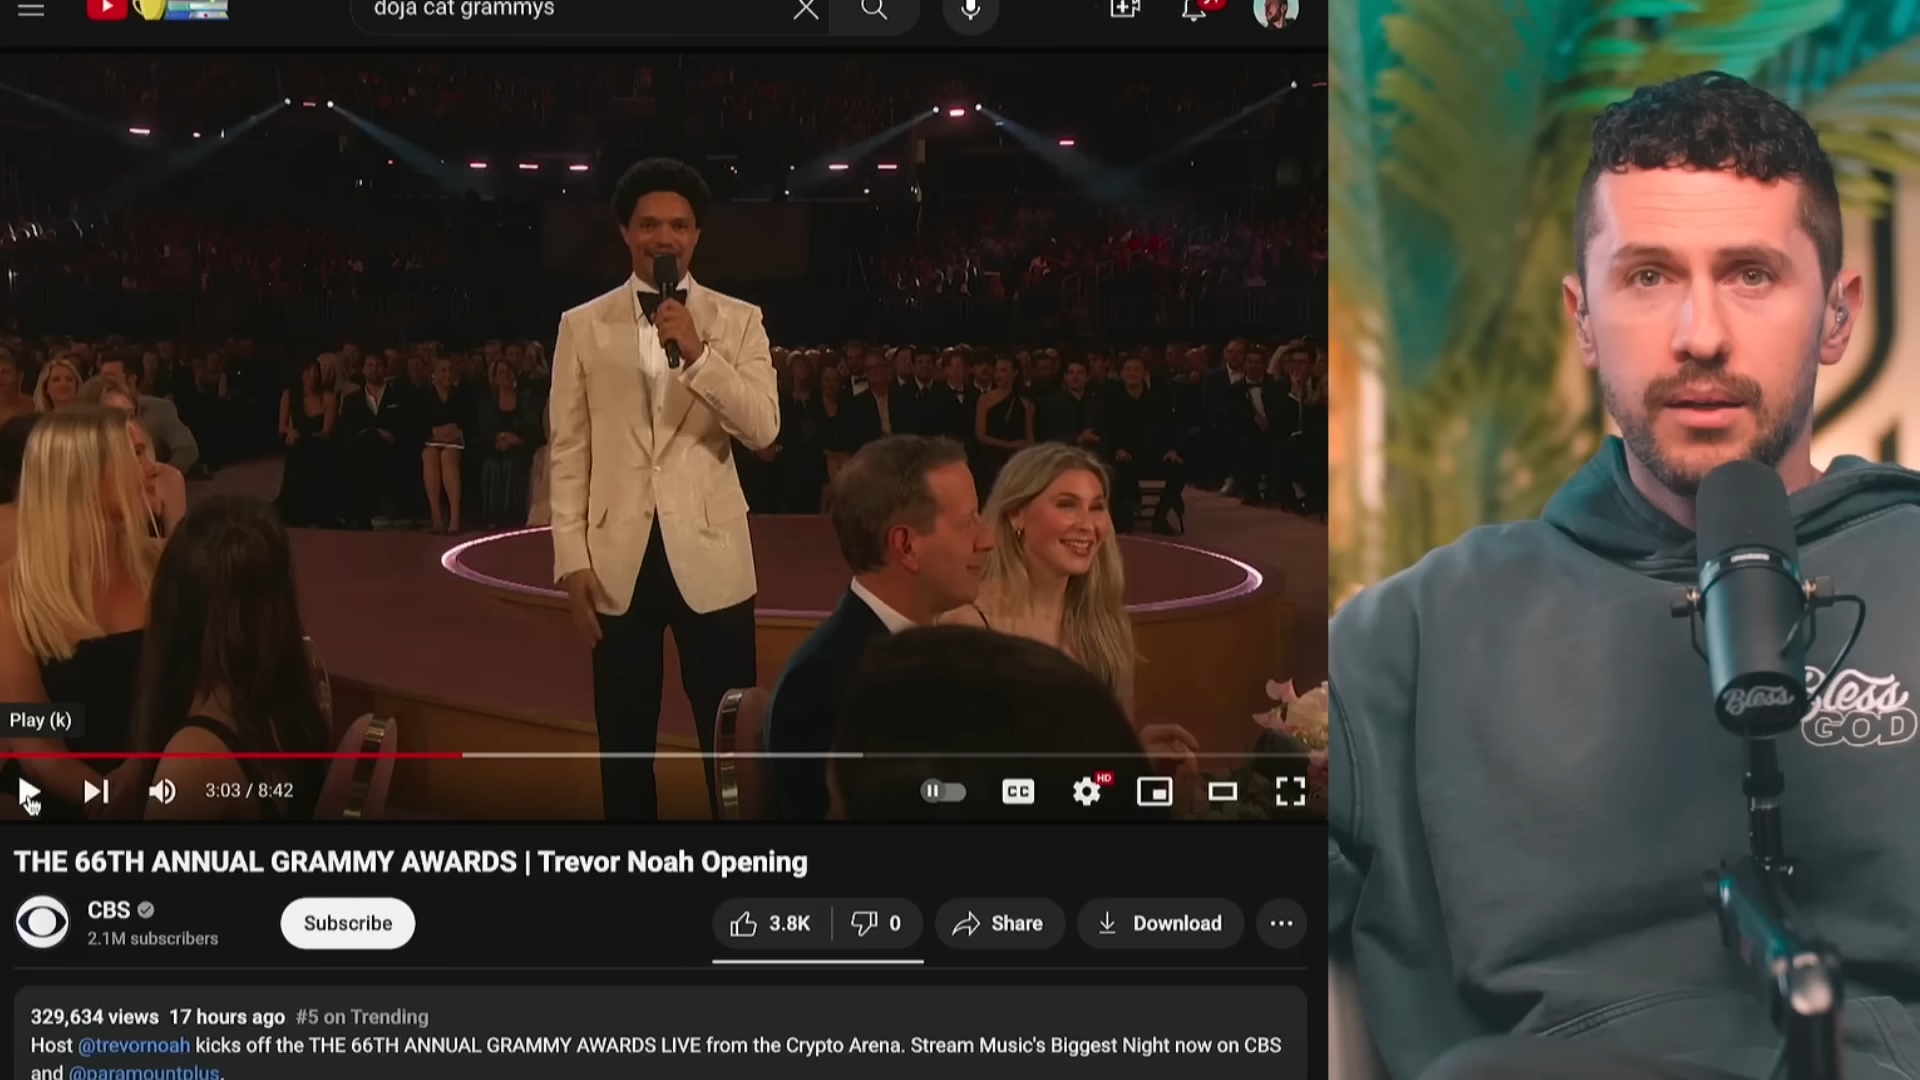 doja cat grammys
Play (k)
3:03 / 8:42
CC
HD
THE 66TH ANNUAL GRAMMY AWARDS | Trevor Noah Opening
CBS
2.1M subscribers
Subscribe
3.8K
0
Share
Download
329,634 views 17 hours ago #5 on Trending
Host @trevornoah kicks off the THE 66TH ANNUAL GRAMMY AWARDS LIVE from the Crypto Arena. Stream Music's Biggest Night now on CBS
and @paramountplus.
Bless
Bless
GOD